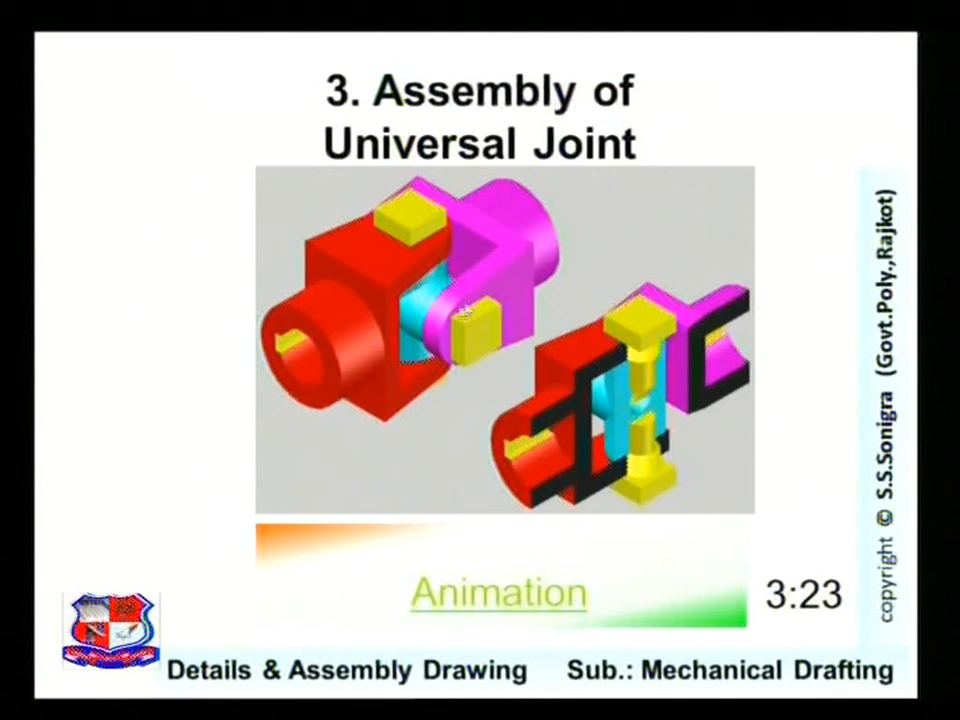 3. Assembly of
Universal Joint
copyright © S.S.Sonigra (Govt.Poly.,Rajkot)
Animation
3:23
Details & Assembly Drawing Sub.: Mechanical Drafting